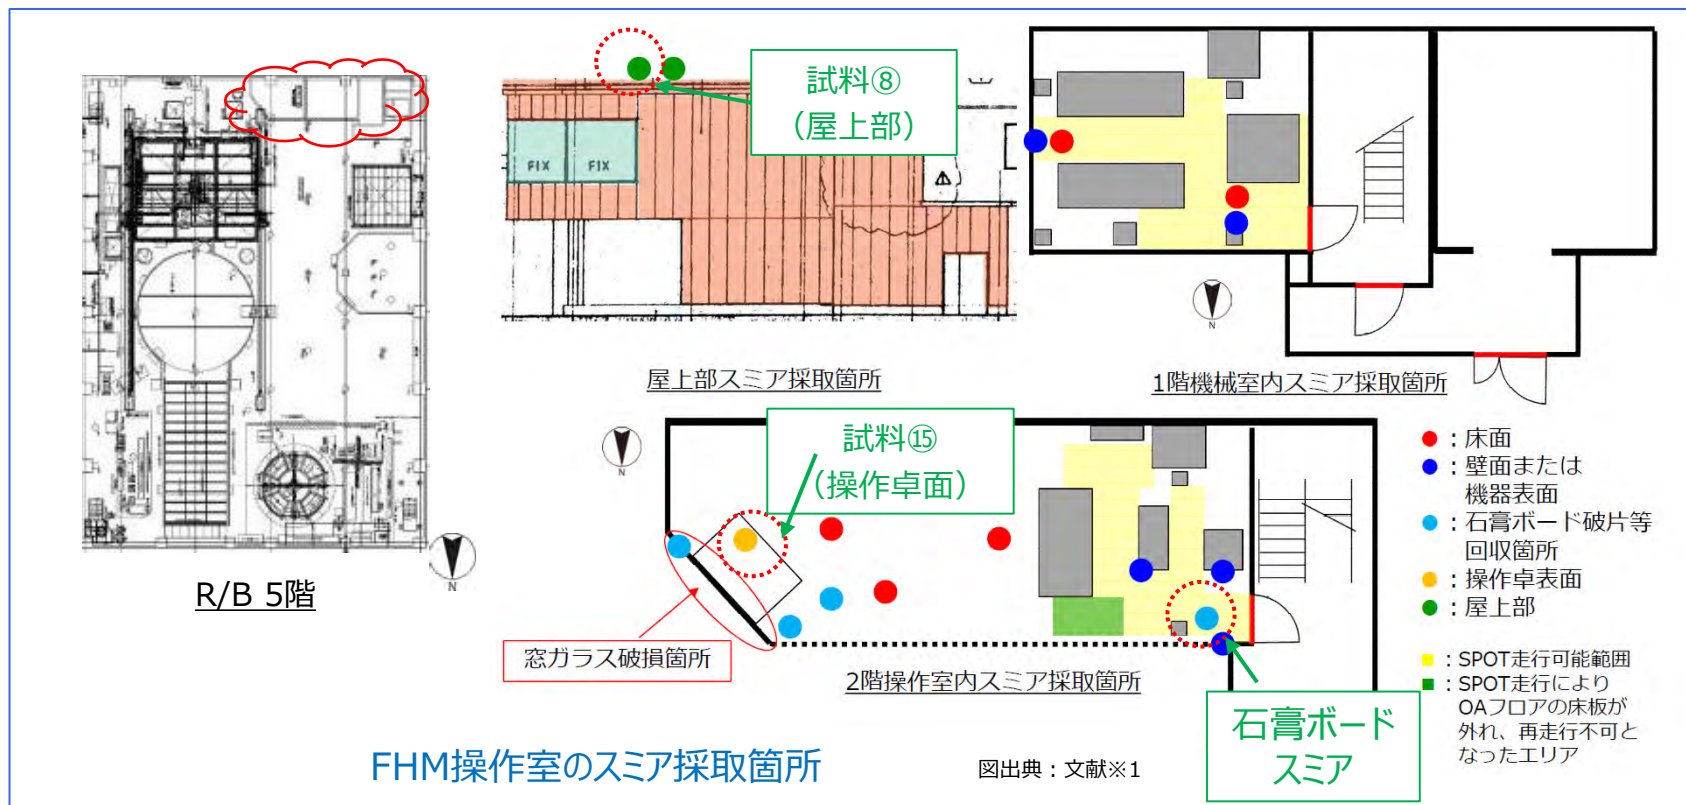 試料⑧
（屋上部）
FIX
FIX
N
屋上部スミア採取箇所
1階機械室内スミア採取箇所
N
R/B 5階
N
試料⑮
（操作卓面）
窓ガラス破損箇所
2階操作室内スミア採取箇所
石膏ボード
スミア
：床面
：壁面または
機器表面
：石膏ボード破片等
回収箇所
：操作卓表面
：屋上部
：SPOT走行可能範囲
：SPOT走行により
OAフロアの床板が
外れ、再走行不可と
なったエリア
FHM操作室のスミア採取箇所
図出典：文献※1